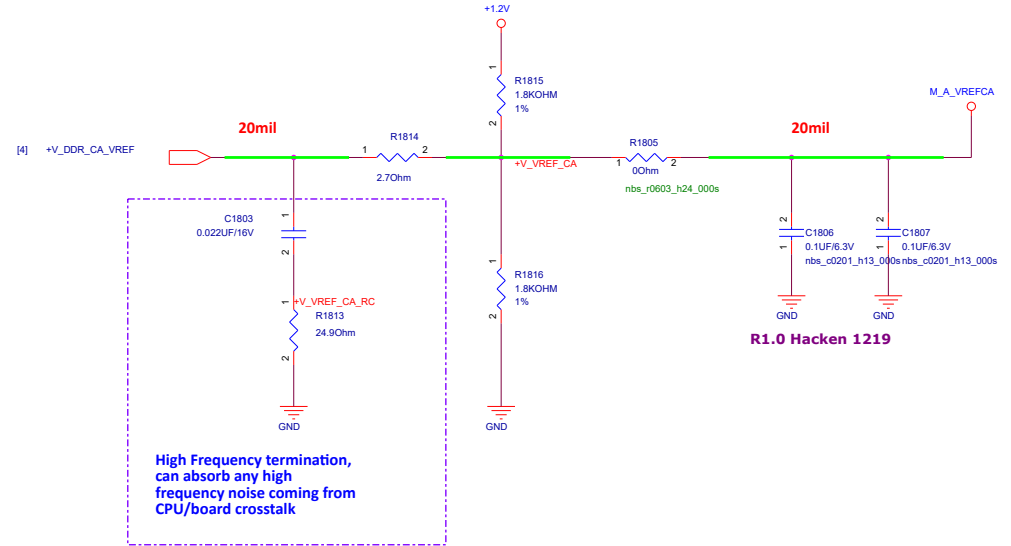 +1.2V
1
R1815
1.8KOHM
1%
2
M_A_VREFCA
20mil
20mil
[4] +V_DDR_CA_VREF
R1814
1 2
2.7Ohm
+V_VREF_CA
R1805
1 2
0Ohm
nbs_r0603_h24_000s
1
C1803
0.022UF/16V
2
2
C1806
0.1UF/6.3V
1
nbs_c0201_h13_000s
2
C1807
0.1UF/6.3V
1
nbs_c0201_h13_000s
GND
GND
R1.0 Hacken 1219
1
R1816
1.8KOHM
1%
2
GND
+V_VREF_CA_RC
1
R1813
24.9Ohm
2
GND
High Frequency termination,
can absorb any high
frequency noise coming from
CPU/board crosstalk